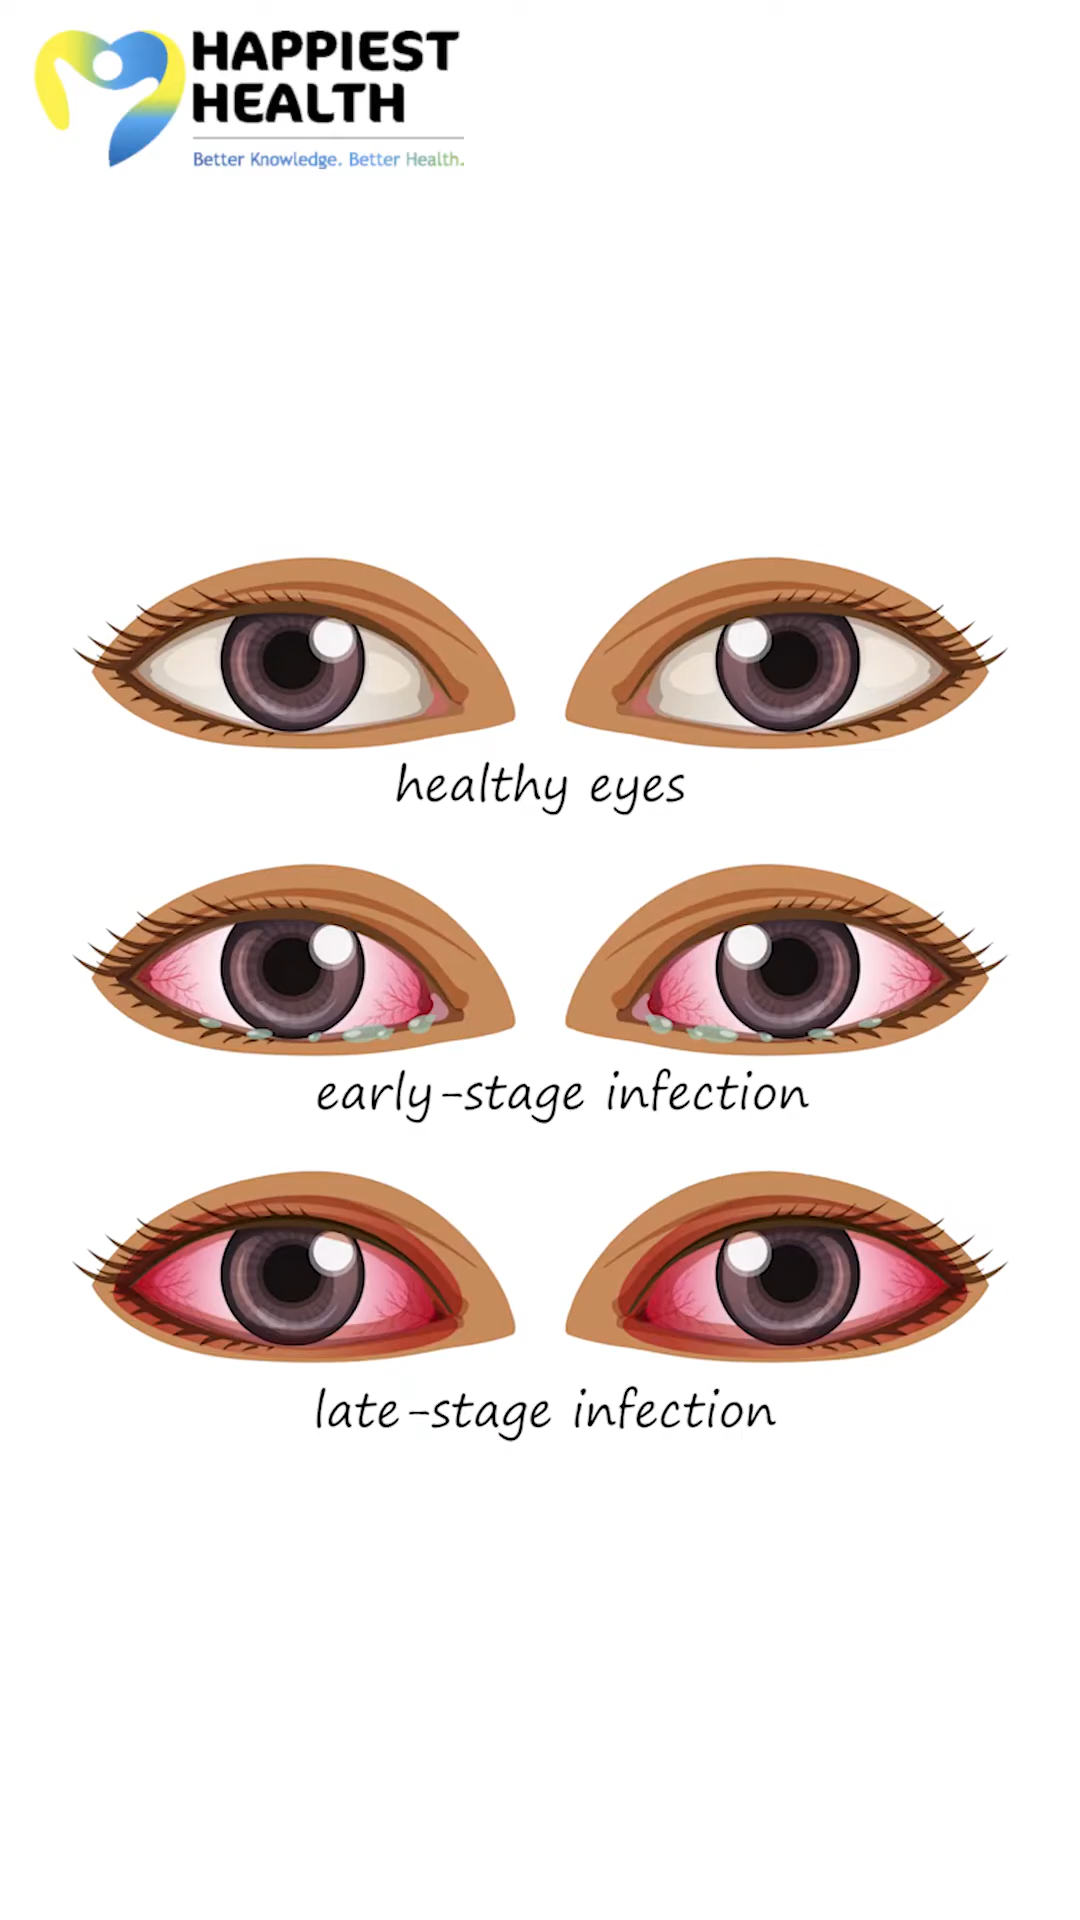 HAPPIEST
HEALTH
Better Knowledge. Better Health.
healthy eyes
early-stage infection
late-stage infection